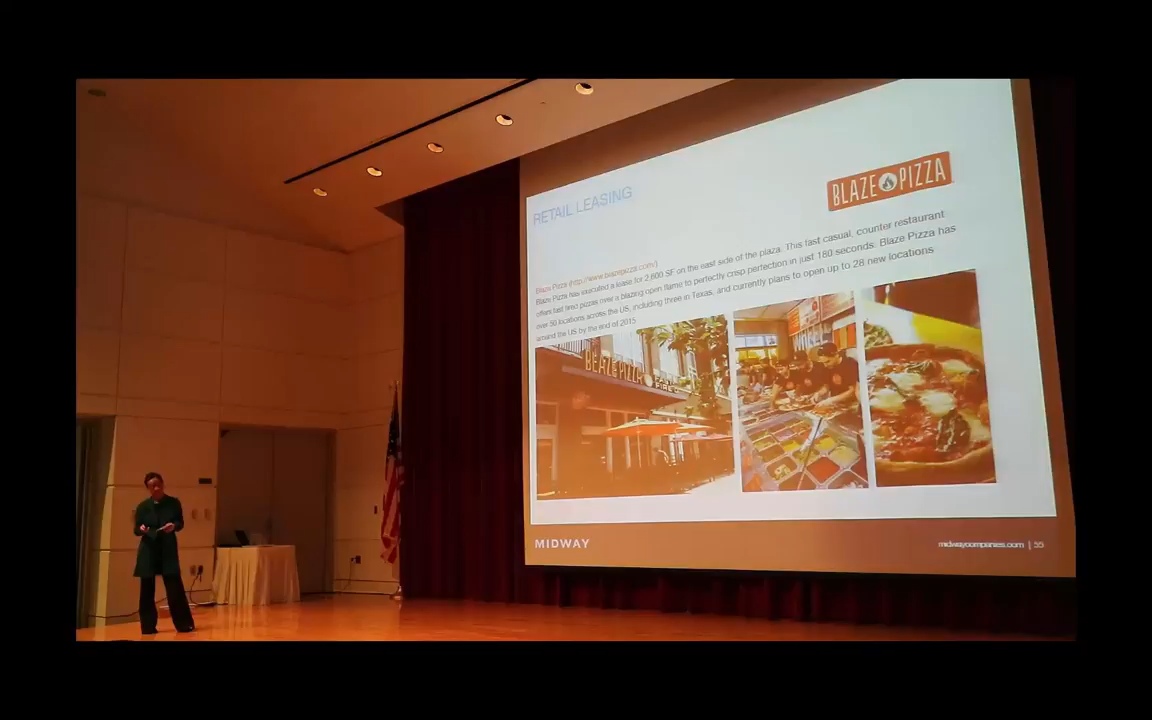 RETAIL LEASING
BLAZE PIZZA
Blaze Pizza (http://www.blazepizza.com/)
Blaze Pizza has executed a lease for 2,600 SF on the east side of the plaza. This fast casual, counter restaurant
offers fast fired pizzas over a blazing open flame to perfectly crisp perfection in just 180 seconds. Blaze Pizza has
over 50 locations across the US, including three in Texas, and currently plans to open up to 28 new locations
around the US by the end of 2015
BLAZE PIZZA
MIDWAY
midwaycompanies.com | 55